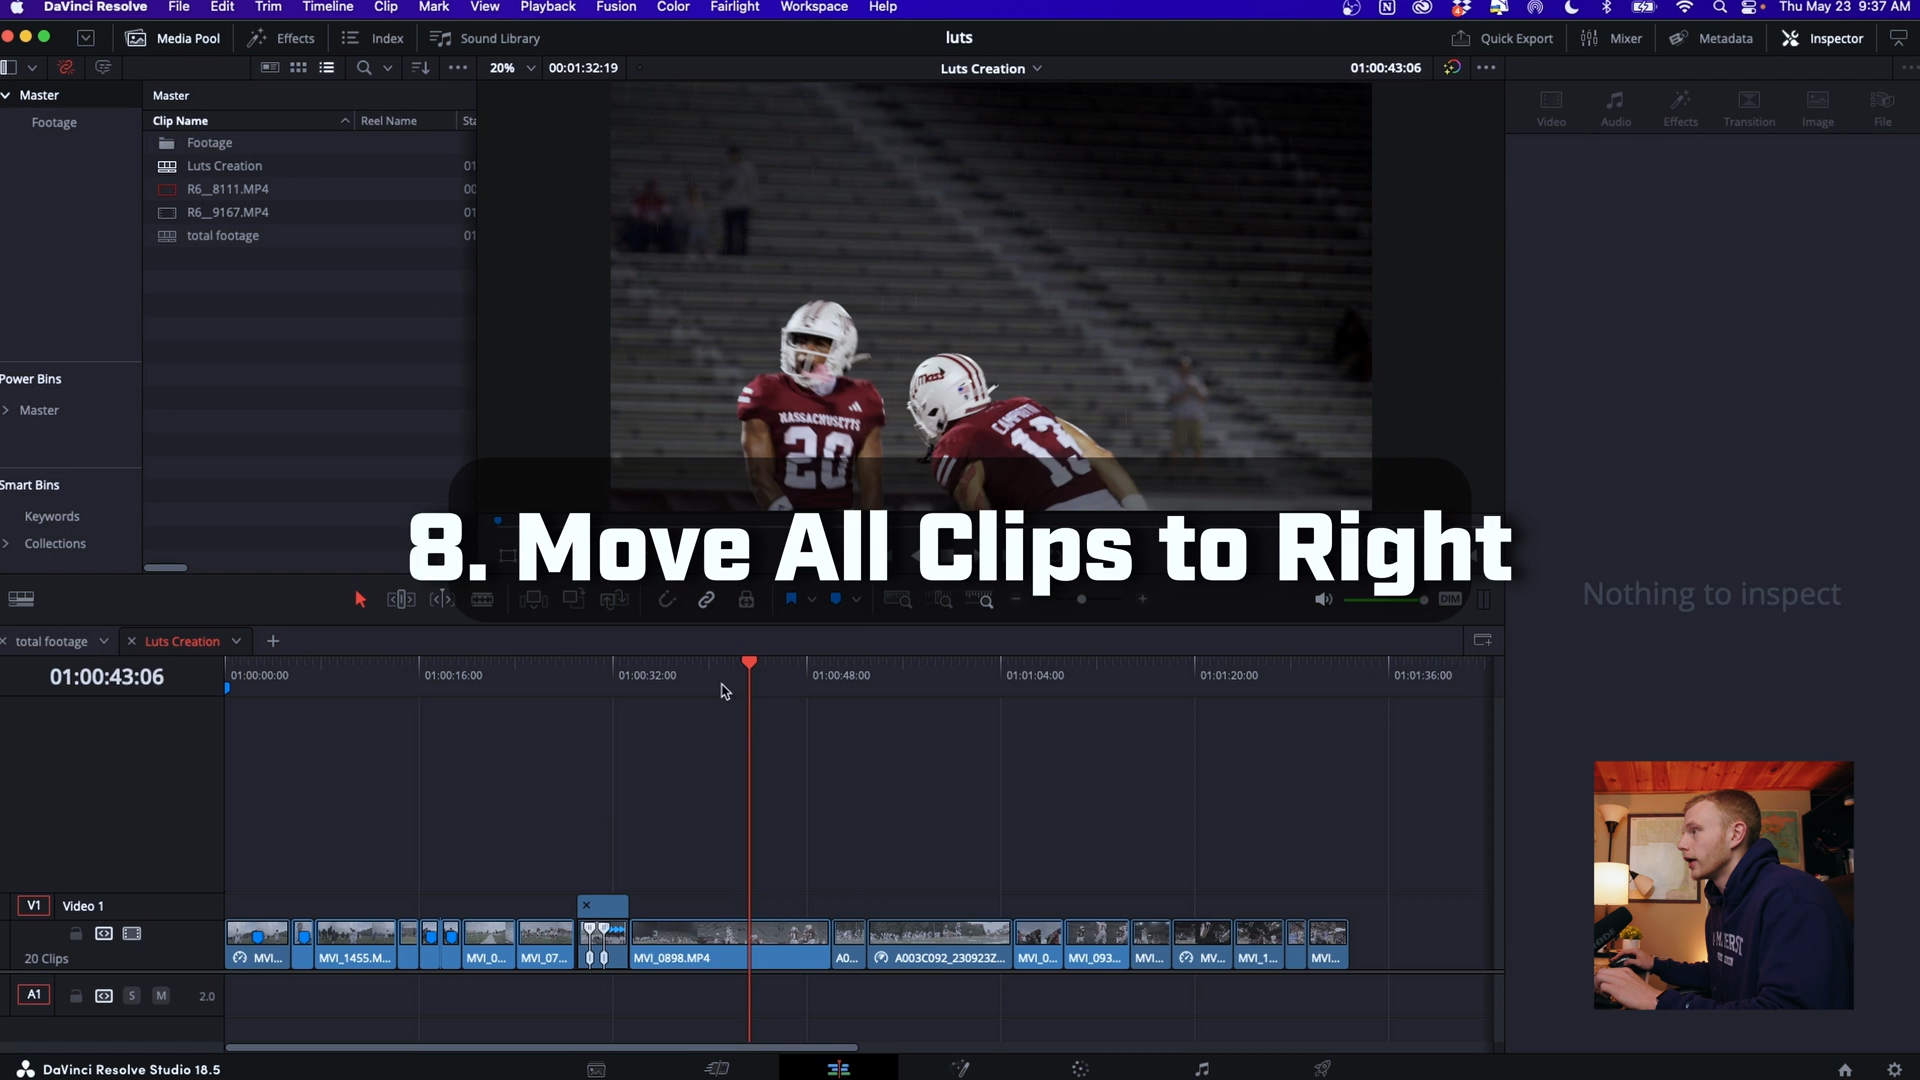 DaVinci Resolve File Edit Trim Timeline Clip Mark View Playback Fusion Color Fairlight Workspace Help Thu May 23 9:37 AM
Media Pool Effects Index Sound Library luts Quick Export Mixer Metadata Inspector
20% 00:01:32:19 Luts Creation 01:00:43:06
Master
Footage
Master
Clip Name Reel Name Sta
Footage
Luts Creation 01
R6__8111.MP4 00
R6__9167.MP4 01
total footage 01
Video Audio Effects Transition Image File
Power Bins
Master
Smart Bins
Keywords
Collections
MASSACHUSETTS
20
13
8. Move All Clips to Right
Nothing to inspect
DIM
total footage Luts Creation
01:00:43:06
01:00:00:00 01:00:16:00 01:00:32:00 01:00:48:00 01:01:04:00 01:01:20:00 01:01:36:00
V1 Video 1
20 Clips
MVI... MVI_1455.M... MVI_0... MVI_07... MVI_0898.MP4 A0... A003C092_230923Z... MVI_0... MVI_093... MVI... MV... MVI_1... MVI...
A1 S M 2.0
DaVinci Resolve Studio 18.5